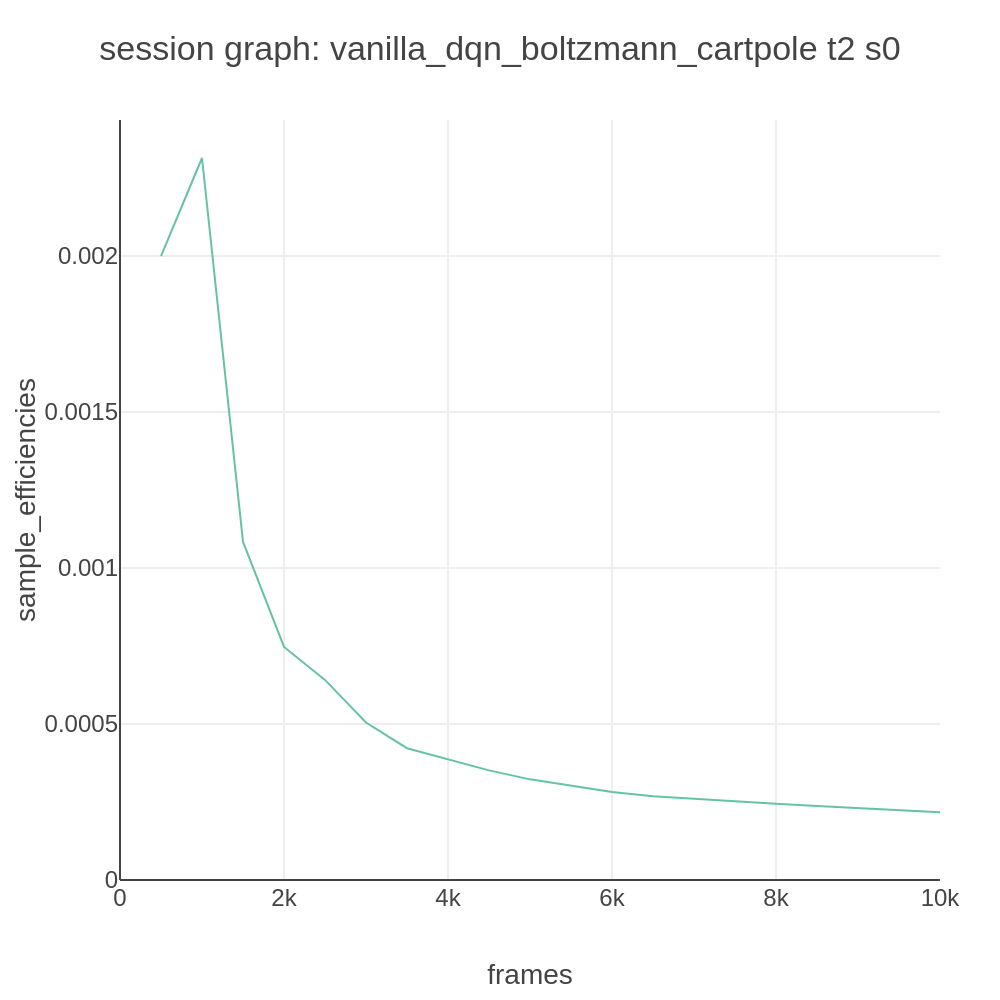 session graph: vanilla_dqn_boltzmann_cartpole t2 s0
sample_efficiencies
0.002
0.0015
0.001
0.0005
0
0 2k 4k 6k 8k 10k
frames